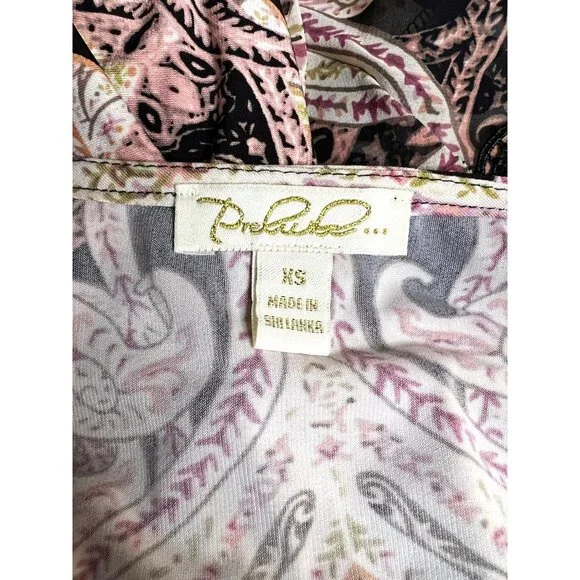 Prelude...
XS
MADE IN
SRI LANKA